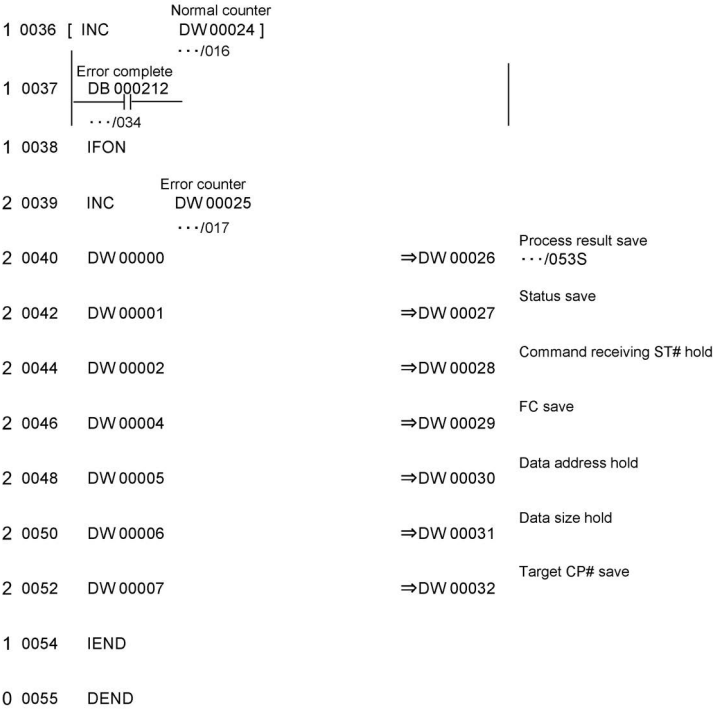 Normal counter
1 0036 [ INC DW 00024 ]
···/016
Error complete
1 0037 DB 000212
···/034
1 0038 IFON
Error counter
2 0039 INC DW 00025
···/017
Process result save
2 0040 DW 00000 ⇒DW 00026 ···/053S
Status save
2 0042 DW 00001 ⇒DW 00027
Command receiving ST# hold
2 0044 DW 00002 ⇒DW 00028
FC save
2 0046 DW 00004 ⇒DW 00029
Data address hold
2 0048 DW 00005 ⇒DW 00030
Data size hold
2 0050 DW 00006 ⇒DW 00031
Target CP# save
2 0052 DW 00007 ⇒DW 00032
1 0054 IEND
0 0055 DEND